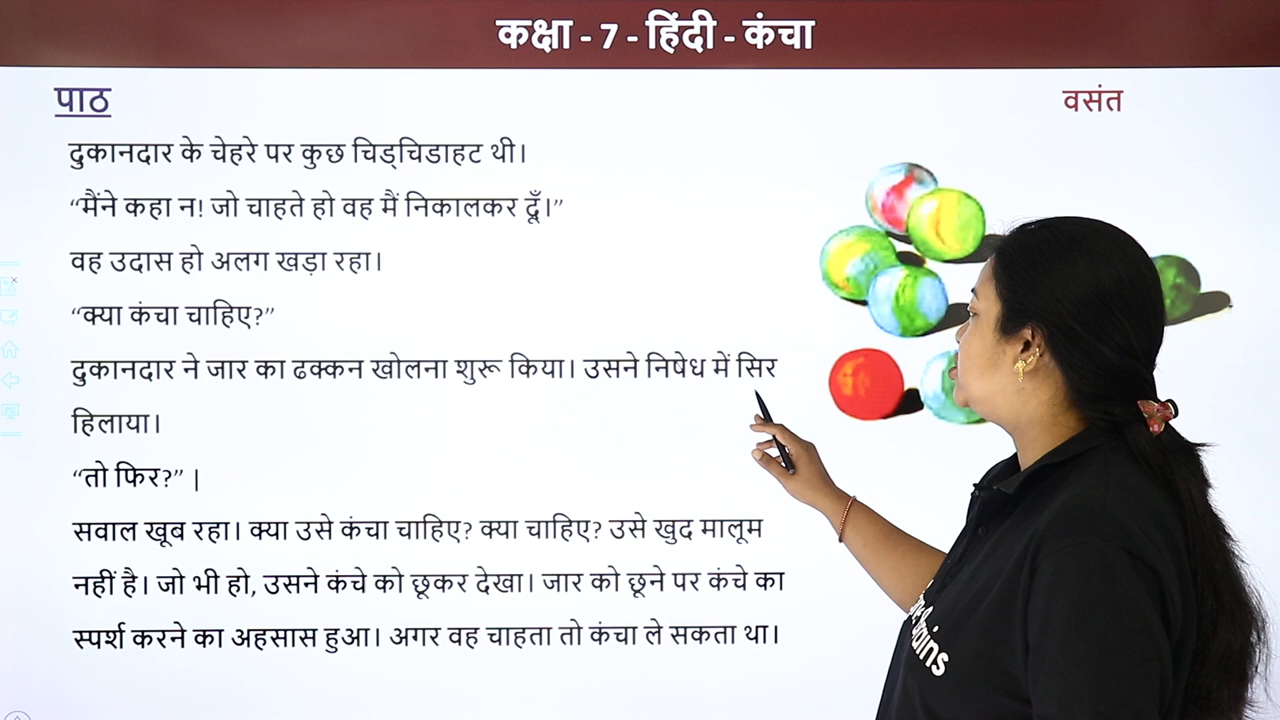 कक्षा - 7 - हिंदी - कंचा
पाठ
वसंत
दुकानदार के चेहरे पर कुछ चिड्चिडाहट थी।
“मैंने कहा न! जो चाहते हो वह मैं निकालकर दूँ।”
वह उदास हो अलग खड़ा रहा।
“क्या कंचा चाहिए?”
दुकानदार ने जार का ढक्कन खोलना शुरू किया। उसने निषेध में सिर
हिलाया।
“तो फिर?” |
सवाल खूब रहा। क्या उसे कंचा चाहिए? क्या चाहिए? उसे खुद मालूम
नहीं है। जो भी हो, उसने कंचे को छूकर देखा। जार को छूने पर कंचे का
स्पर्श करने का अहसास हुआ। अगर वह चाहता तो कंचा ले सकता था।